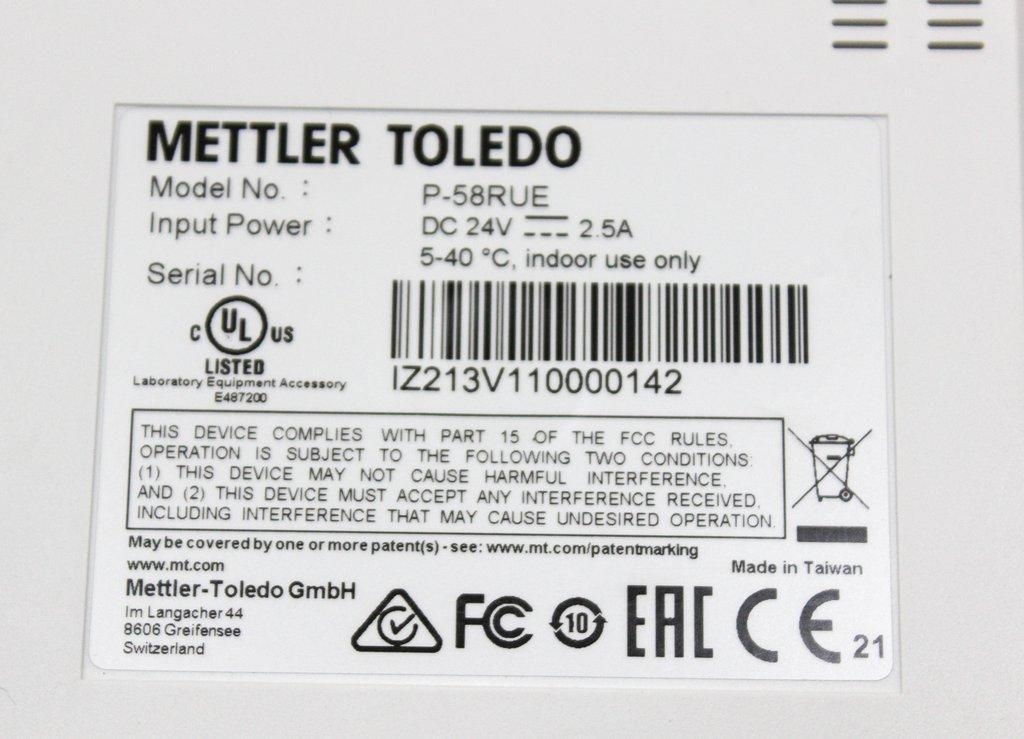 METTLER TOLEDO
Model No. : P-58RUE
Input Power : DC 24V 2.5A
5-40 °C, indoor use only
Serial No. :
IZ213V110000142
C UL US
LISTED
Laboratory Equipment Accessory
E487200
THIS DEVICE COMPLIES WITH PART 15 OF THE FCC RULES.
OPERATION IS SUBJECT TO THE FOLLOWING TWO CONDITIONS:
(1) THIS DEVICE MAY NOT CAUSE HARMFUL INTERFERENCE,
AND (2) THIS DEVICE MUST ACCEPT ANY INTERFERENCE RECEIVED,
INCLUDING INTERFERENCE THAT MAY CAUSE UNDESIRED OPERATION.
May be covered by one or more patent(s) - see: www.mt.com/patentmarking
www.mt.com
Made in Taiwan
Mettler-Toledo GmbH
Im Langacher 44
8606 Greifensee
Switzerland
FC 10 EAC CE 21